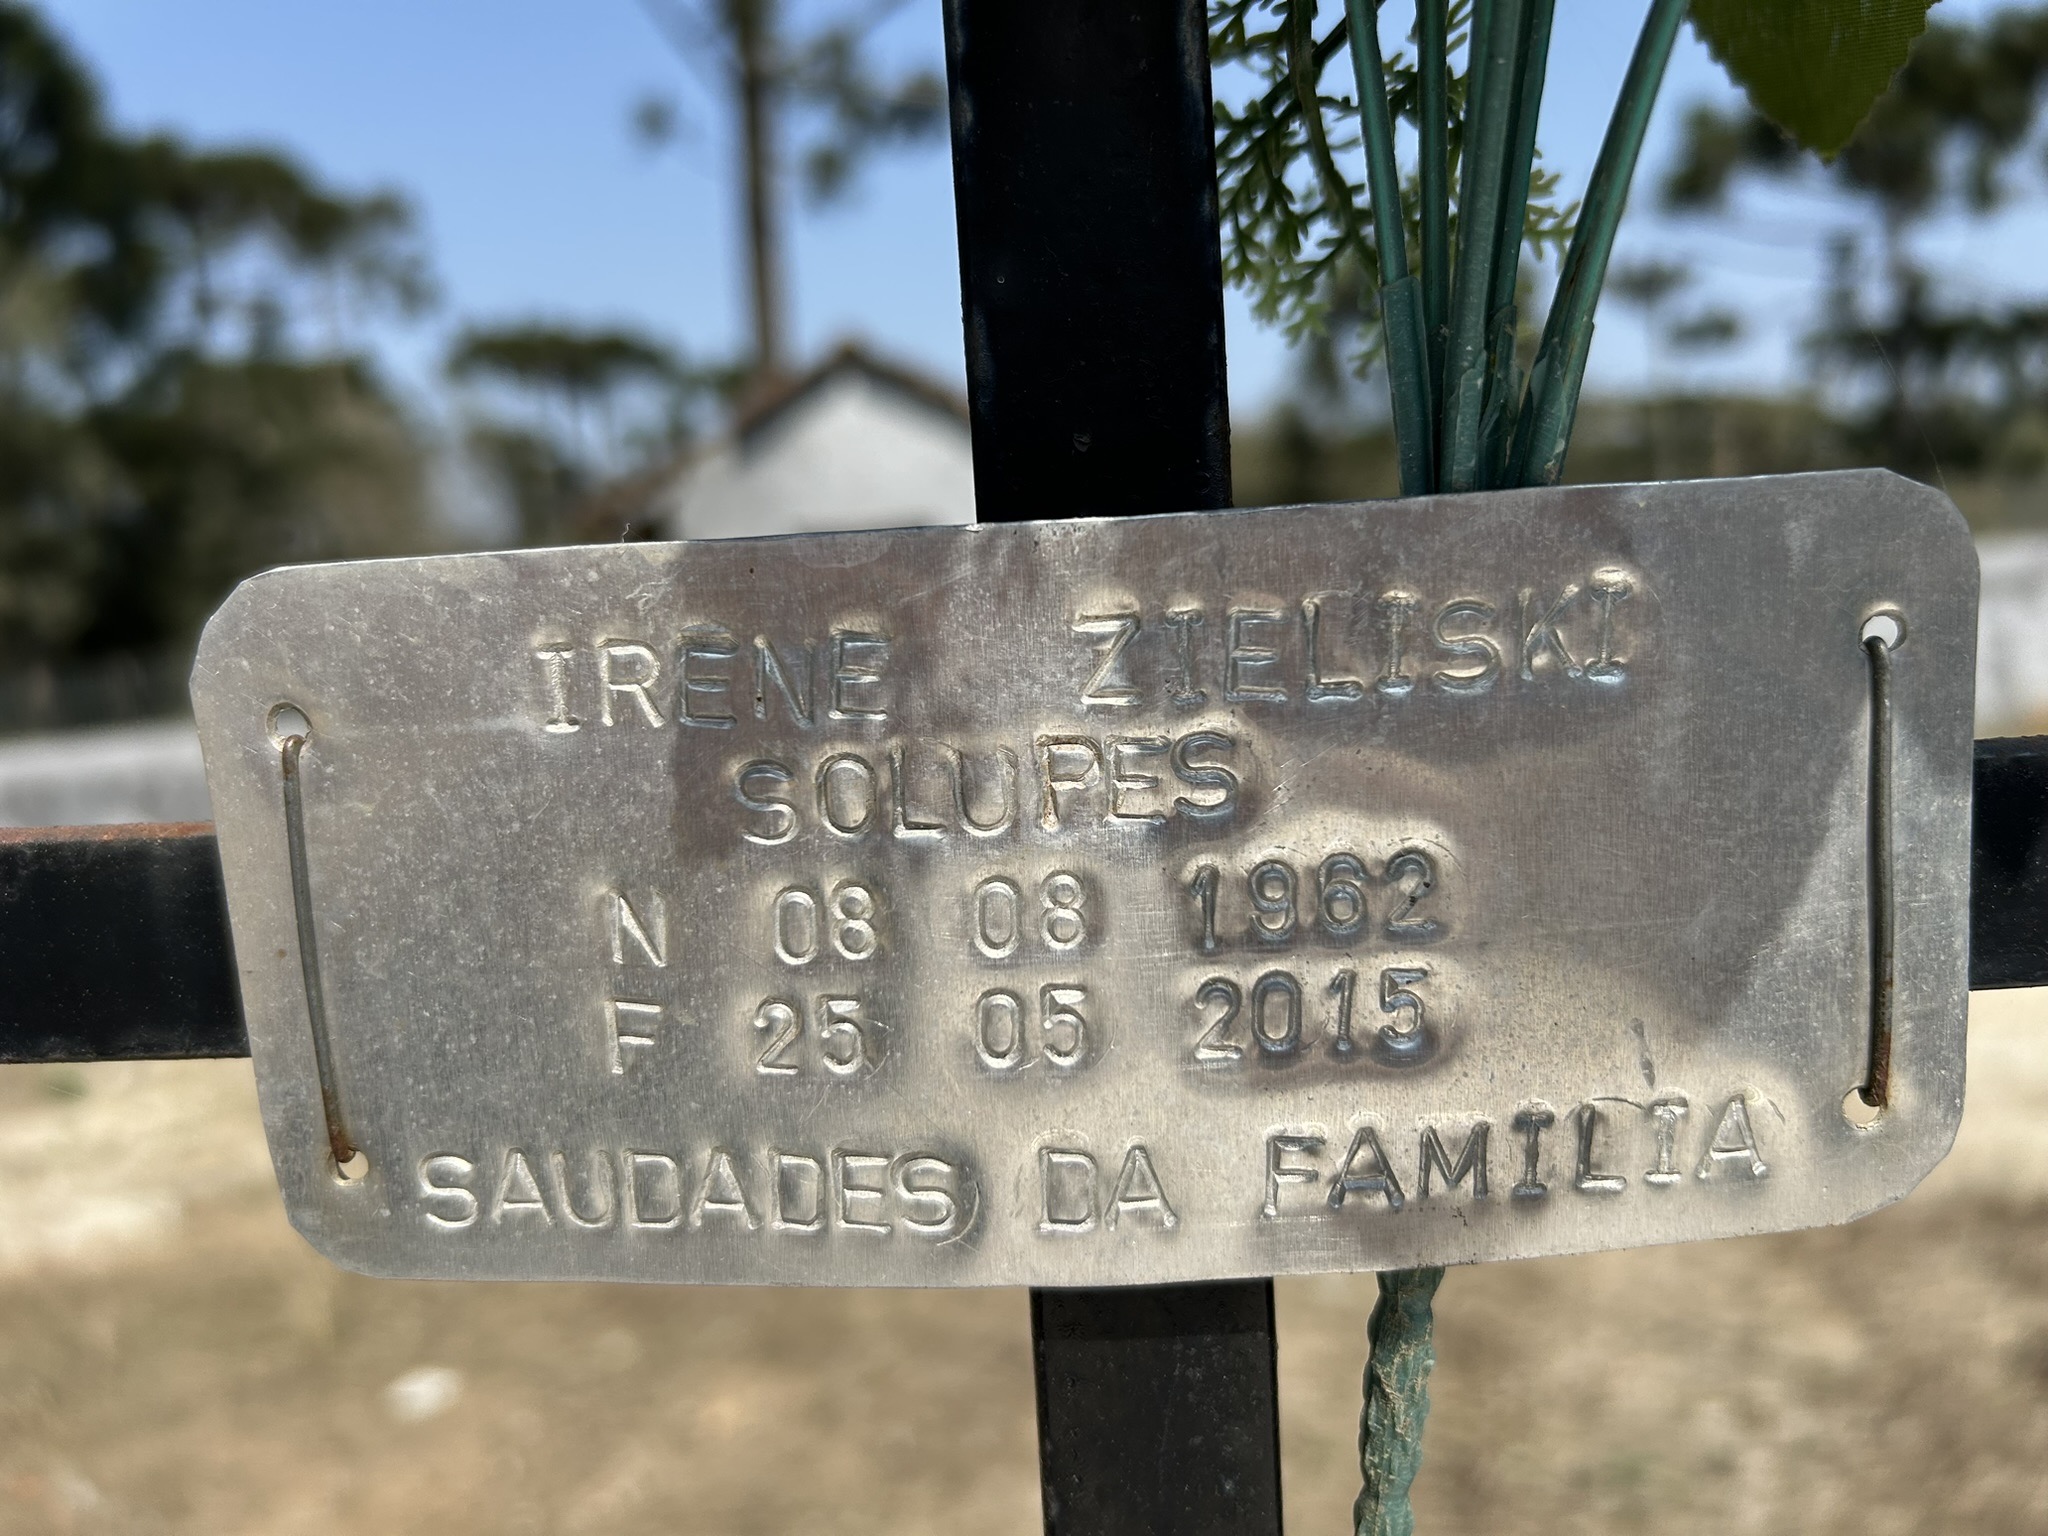 IRENE ZIELISKI
SOLUPES
N 08 08 1962
F 25 05 2015
SAUDADES DA FAMILIA